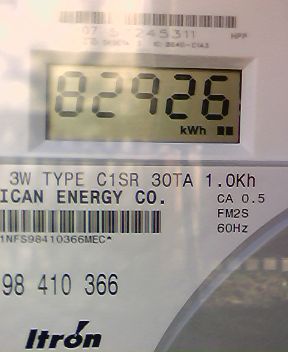 82926
kWh
3W TYPE C1SR 30TA 1.0Kh
ICAN ENERGY CO.
CA 0.5
FM2S
1NFS98410366MEC*
60Hz
98 410 366
Itrón